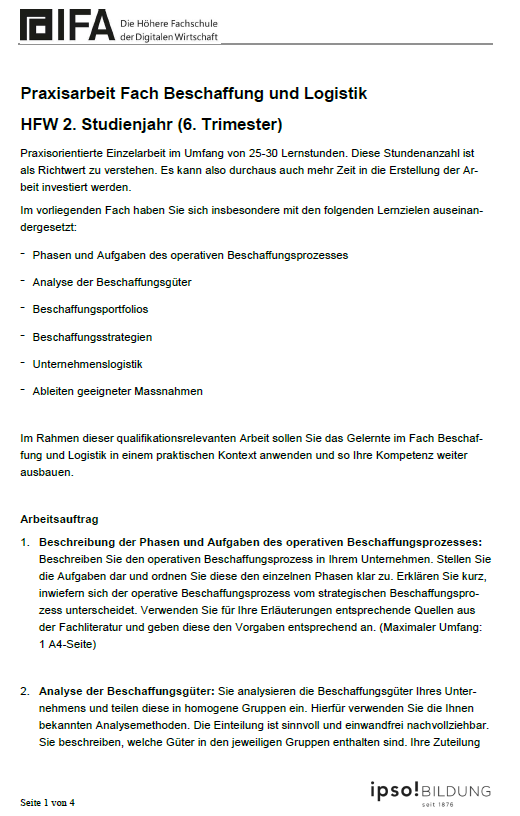 IFA Die Höhere Fachschule
der Digitalen Wirtschaft
Praxisarbeit Fach Beschaffung und Logistik
HFW 2. Studienjahr (6. Trimester)
Praxisorientierte Einzelarbeit im Umfang von 25-30 Lernstunden. Diese Stundenanzahl ist
als Richtwert zu verstehen. Es kann also durchaus auch mehr Zeit in die Erstellung der Ar-
beit investiert werden.
Im vorliegenden Fach haben Sie sich insbesondere mit den folgenden Lernzielen auseinan-
dergesetzt:
- Phasen und Aufgaben des operativen Beschaffungsprozesses
- Analyse der Beschaffungsgüter
- Beschaffungsportfolios
- Beschaffungsstrategien
- Unternehmenslogistik
- Ableiten geeigneter Massnahmen
Im Rahmen dieser qualifikationsrelevanten Arbeit sollen Sie das Gelernte im Fach Beschaf-
fung und Logistik in einem praktischen Kontext anwenden und so Ihre Kompetenz weiter
ausbauen.
Arbeitsauftrag
1. Beschreibung der Phasen und Aufgaben des operativen Beschaffungsprozesses:
Beschreiben Sie den operativen Beschaffungsprozess in Ihrem Unternehmen. Stellen Sie
die Aufgaben dar und ordnen Sie diese den einzelnen Phasen klar zu. Erklären Sie kurz,
inwiefern sich der operative Beschaffungsprozess vom strategischen Beschaffungspro-
zess unterscheidet. Verwenden Sie für Ihre Erläuterungen entsprechende Quellen aus
der Fachliteratur und geben diese den Vorgaben entsprechend an. (Maximaler Umfang:
1 A4-Seite)
2. Analyse der Beschaffungsgüter: Sie analysieren die Beschaffungsgüter Ihres Unter-
nehmens und teilen diese in homogene Gruppen ein. Hierfür verwenden Sie die Ihnen
bekannten Analysemethoden. Die Einteilung ist sinnvoll und einwandfrei nachvollziehbar.
Sie beschreiben, welche Güter in den jeweiligen Gruppen enthalten sind. Ihre Zuteilung
ipso!BILDUNG
seit 1876
Seite 1 von 4